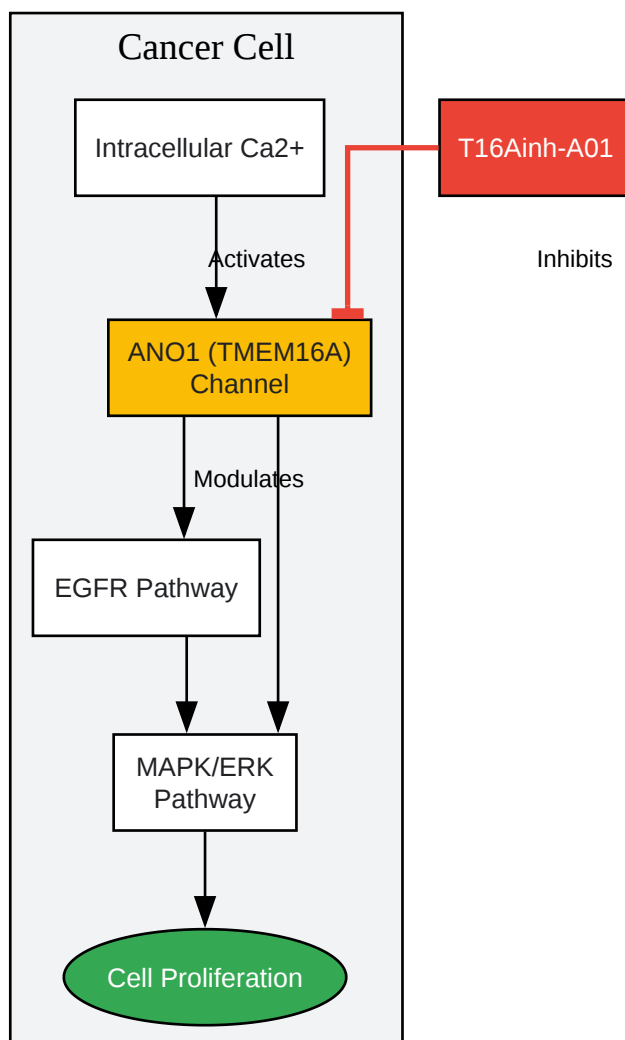 Cancer Cell
Intracellular Ca2+
T16Ainh-A01
Activates
Inhibits
ANO1 (TMEM16A)
Channel
Modulates
EGFR Pathway
MAPK/ERK
Pathway
Cell Proliferation